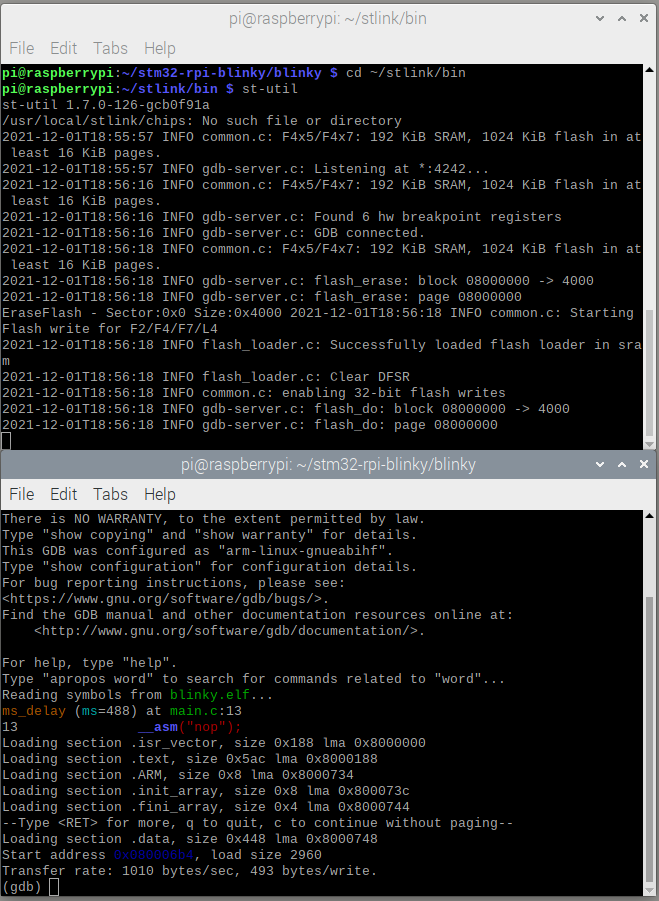 pi@raspberrypi: ~/stlink/bin
File Edit Tabs Help
pi@raspberrypi:~/stm32-rpi-blinky/blinky $ cd ~/stlink/bin
pi@raspberrypi:~/stlink/bin $ st-util
st-util 1.7.0-126-gcb0f91a
/usr/local/stlink/chips: No such file or directory
2021-12-01T18:55:57 INFO common.c: F4x5/F4x7: 192 KiB SRAM, 1024 KiB flash in at
 least 16 KiB pages.
2021-12-01T18:55:57 INFO gdb-server.c: Listening at *:4242...
2021-12-01T18:56:16 INFO common.c: F4x5/F4x7: 192 KiB SRAM, 1024 KiB flash in at
 least 16 KiB pages.
2021-12-01T18:56:16 INFO gdb-server.c: Found 6 hw breakpoint registers
2021-12-01T18:56:16 INFO gdb-server.c: GDB connected.
2021-12-01T18:56:18 INFO common.c: F4x5/F4x7: 192 KiB SRAM, 1024 KiB flash in at
 least 16 KiB pages.
2021-12-01T18:56:18 INFO gdb-server.c: flash_erase: block 08000000 -> 4000
2021-12-01T18:56:18 INFO gdb-server.c: flash_erase: page 08000000
EraseFlash - Sector:0x0 Size:0x4000 2021-12-01T18:56:18 INFO common.c: Starting
Flash write for F2/F4/F7/L4
2021-12-01T18:56:18 INFO flash_loader.c: Successfully loaded flash loader in sra
m
2021-12-01T18:56:18 INFO flash_loader.c: Clear DFSR
2021-12-01T18:56:18 INFO common.c: enabling 32-bit flash writes
2021-12-01T18:56:18 INFO gdb-server.c: flash_do: block 08000000 -> 4000
2021-12-01T18:56:18 INFO gdb-server.c: flash_do: page 08000000
pi@raspberrypi: ~/stm32-rpi-blinky/blinky
File Edit Tabs Help
There is NO WARRANTY, to the extent permitted by law.
Type "show copying" and "show warranty" for details.
This GDB was configured as "arm-linux-gnueabihf".
Type "show configuration" for configuration details.
For bug reporting instructions, please see:
<https://www.gnu.org/software/gdb/bugs/>.
Find the GDB manual and other documentation resources online at:
    <http://www.gnu.org/software/gdb/documentation/>.
For help, type "help".
Type "apropos word" to search for commands related to "word"...
Reading symbols from blinky.elf...
ms_delay (ms=488) at main.c:13
13               __asm("nop");
Loading section .isr_vector, size 0x188 lma 0x8000000
Loading section .text, size 0x5ac lma 0x8000188
Loading section .ARM, size 0x8 lma 0x8000734
Loading section .init_array, size 0x8 lma 0x800073c
Loading section .fini_array, size 0x4 lma 0x8000744
--Type <RET> for more, q to quit, c to continue without paging--
Loading section .data, size 0x448 lma 0x8000748
Start address 0x080006b4, load size 2960
Transfer rate: 1010 bytes/sec, 493 bytes/write.
(gdb)